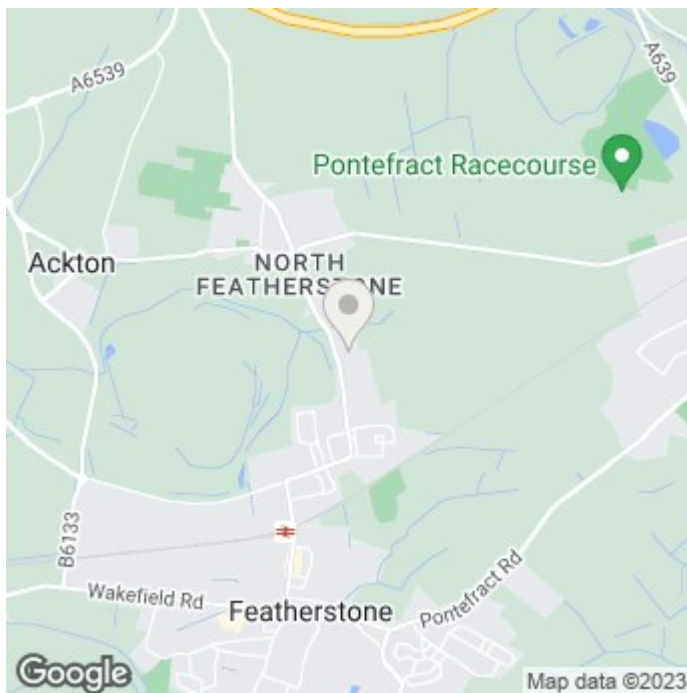 A6539
A639
Pontefract Racecourse
Ackton
NORTH
FEATHERSTONE
B6133
Wakefield Rd
Pontefract Rd
Featherstone
Google
Map data ©2023